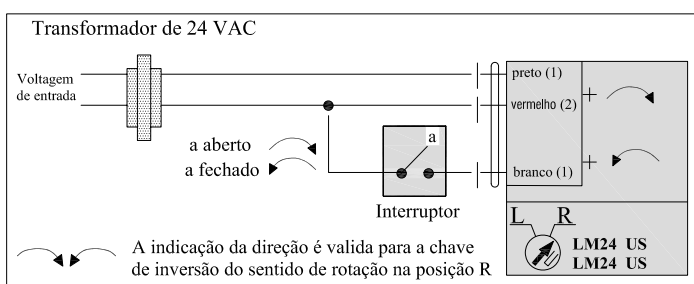 Transformador de 24 VAC
Voltagem
de entrada
preto (1)
vermelho (2)
a aberto
a fechado
a
branco (1)
Interruptor
L R
LM24 US
LM24 US
A indicação da direção é valida para a chave
de inversão do sentido de rotação na posição R